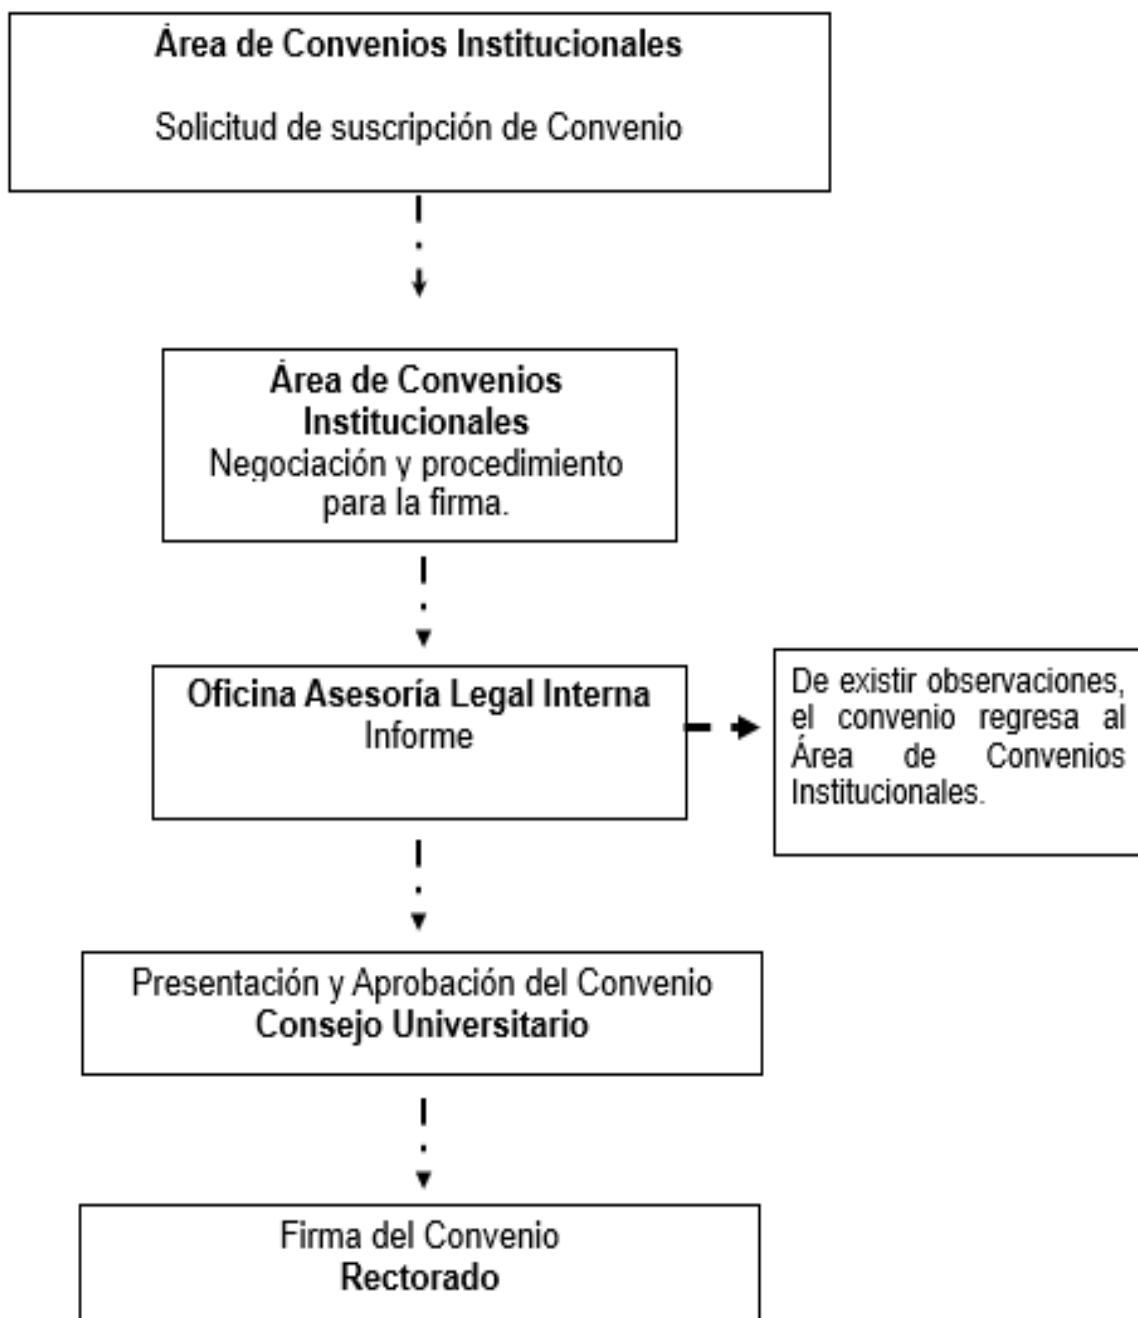 Área de Convenios Institucionales
Solicitud de suscripción de Convenio
Área de Convenios
Institucionales
Negociación y procedimiento
para la firma.
Oficina Asesoría Legal Interna
Informe
De existir observaciones,
el convenio regresa al
Área de Convenios
Institucionales.
Presentación y Aprobación del Convenio
Consejo Universitario
Firma del Convenio
Rectorado